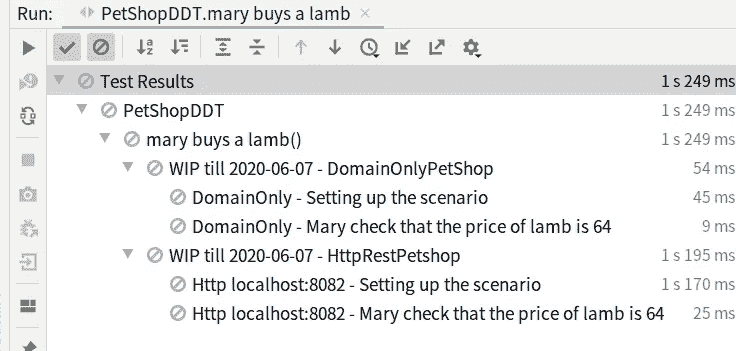 Run: PetShopDDT.mary buys a lamb ×
Test Results 1 s 249 ms
PetShopDDT 1 s 249 ms
mary buys a lamb() 1 s 249 ms
WIP till 2020-06-07 - DomainOnlyPetShop 54 ms
DomainOnly - Setting up the scenario 45 ms
DomainOnly - Mary check that the price of lamb is 64 9 ms
WIP till 2020-06-07 - HttpRestPetshop 1 s 195 ms
Http localhost:8082 - Setting up the scenario 1 s 170 ms
Http localhost:8082 - Mary check that the price of lamb is 64 25 ms